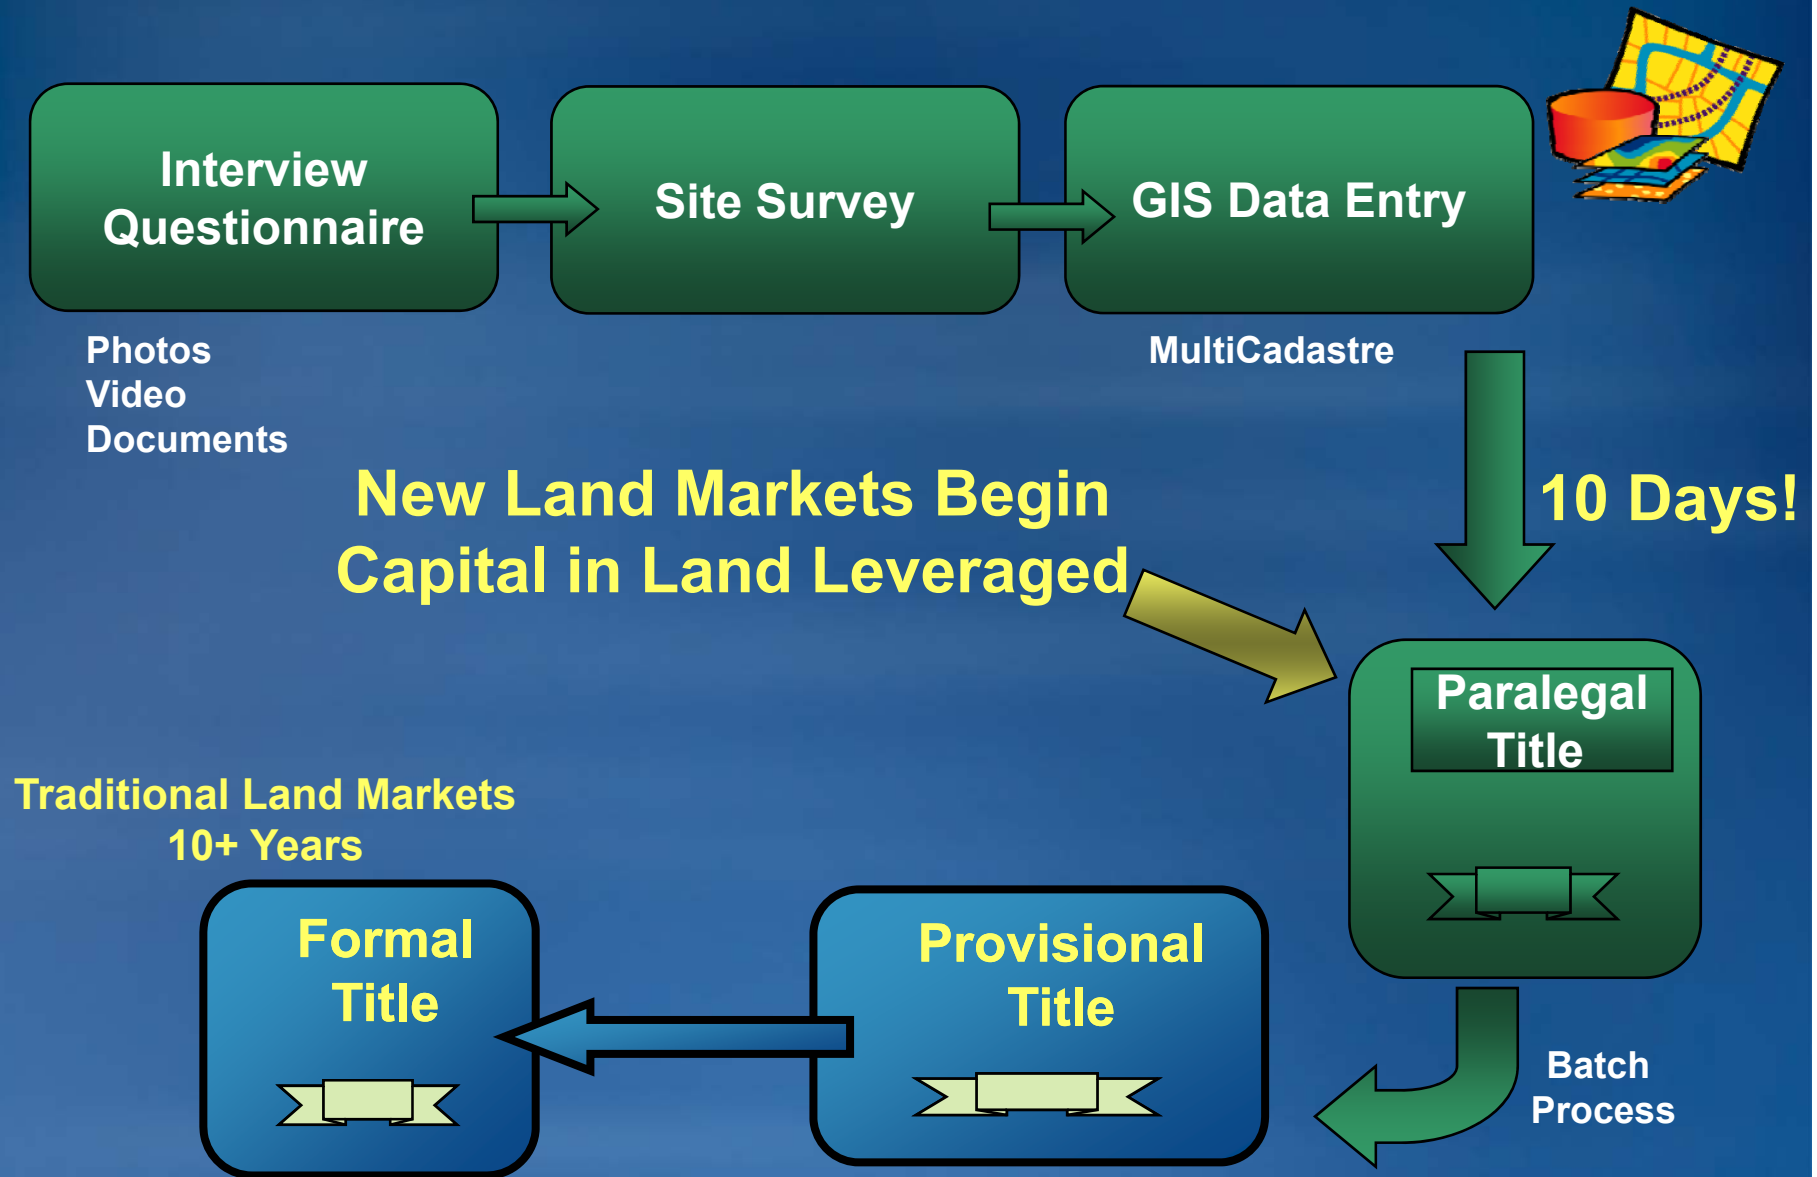 Interview
Questionnaire
Site Survey
GIS Data Entry
Photos
Video
Documents
MultiCadastre
New Land Markets Begin
Capital in Land Leveraged
10 Days!
Paralegal
Title
Traditional Land Markets
10+ Years
Formal
Title
Provisional
Title
Batch
Process